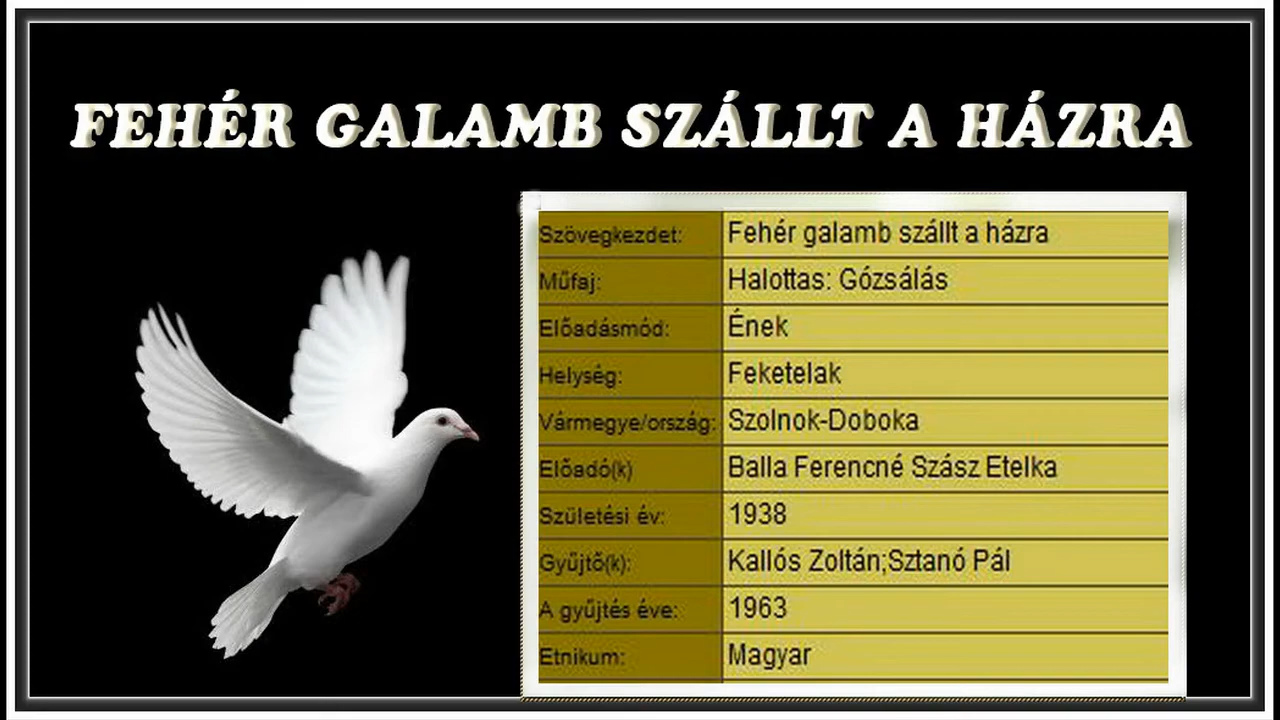 FEHÉR GALAMB SZÁLLT A HÁZRA
Szövegkezdet: Fehér galamb szállt a házra
Műfaj: Halottas: Gózsálás
Előadásmód: Ének
Helység: Feketelak
Vármegye/ország: Szolnok-Doboka
Előadó(k) Balla Ferencné Szász Etelka
Születési év: 1938
Gyűjtő(k): Kallós Zoltán;Sztanó Pál
A gyűjtés éve: 1963
Etnikum: Magyar